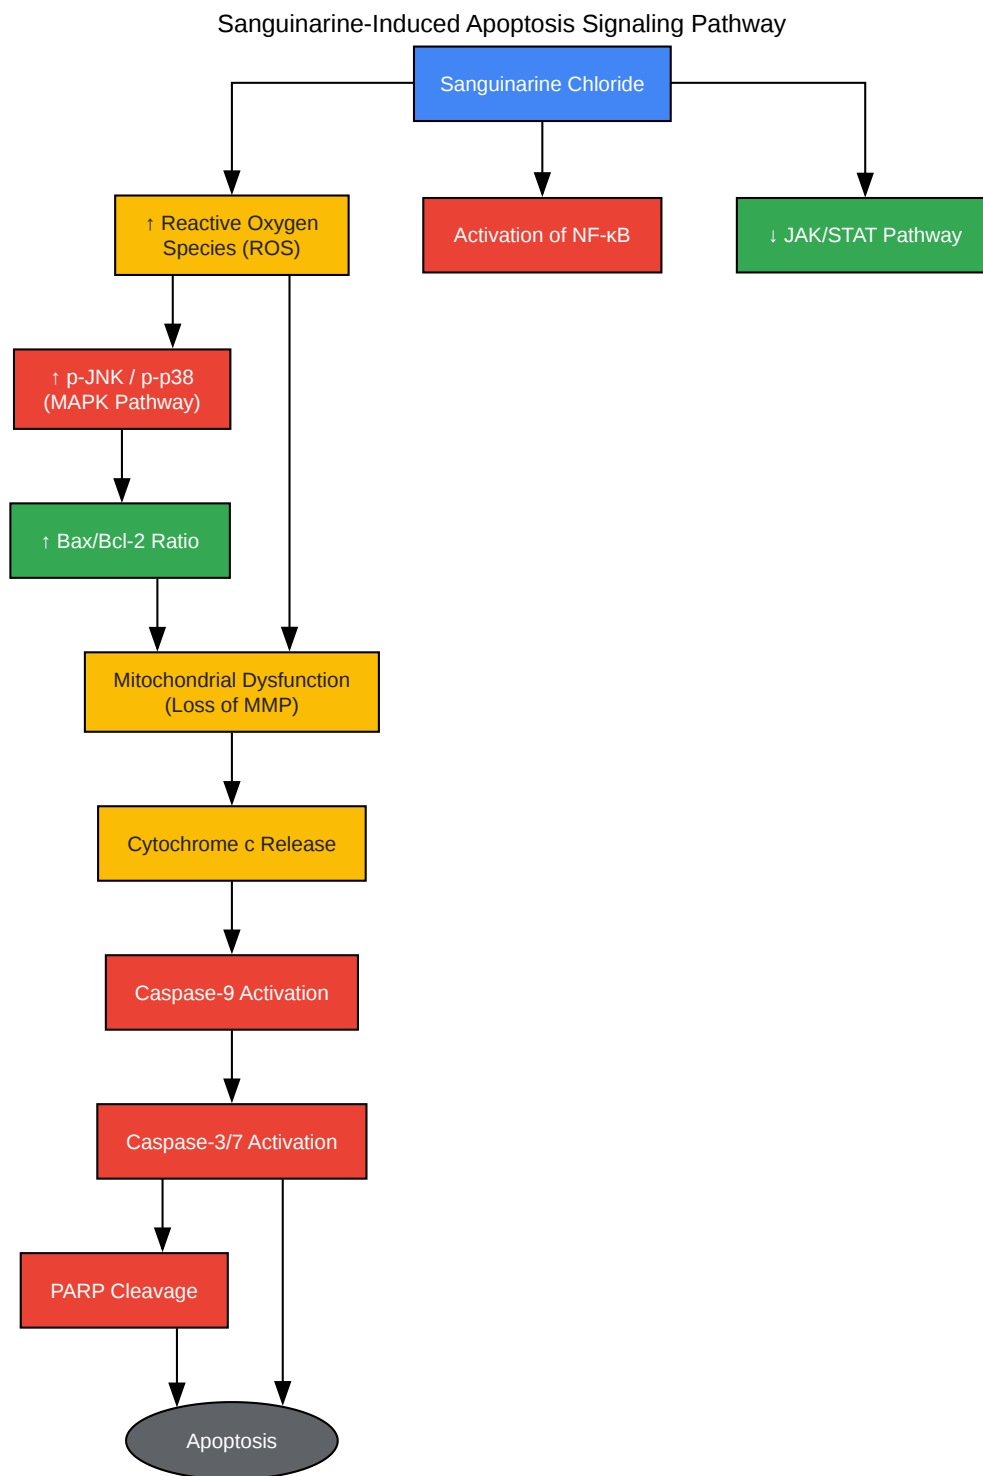 Sanguinarine-Induced Apoptosis Signaling Pathway
Sanguinarine Chloride
↑ Reactive Oxygen
Species (ROS)
Activation of NF-κB
↓ JAK/STAT Pathway
↑ p-JNK / p-p38
(MAPK Pathway)
↑ Bax/Bcl-2 Ratio
Mitochondrial Dysfunction
(Loss of MMP)
Cytochrome c Release
Caspase-9 Activation
Caspase-3/7 Activation
PARP Cleavage
Apoptosis